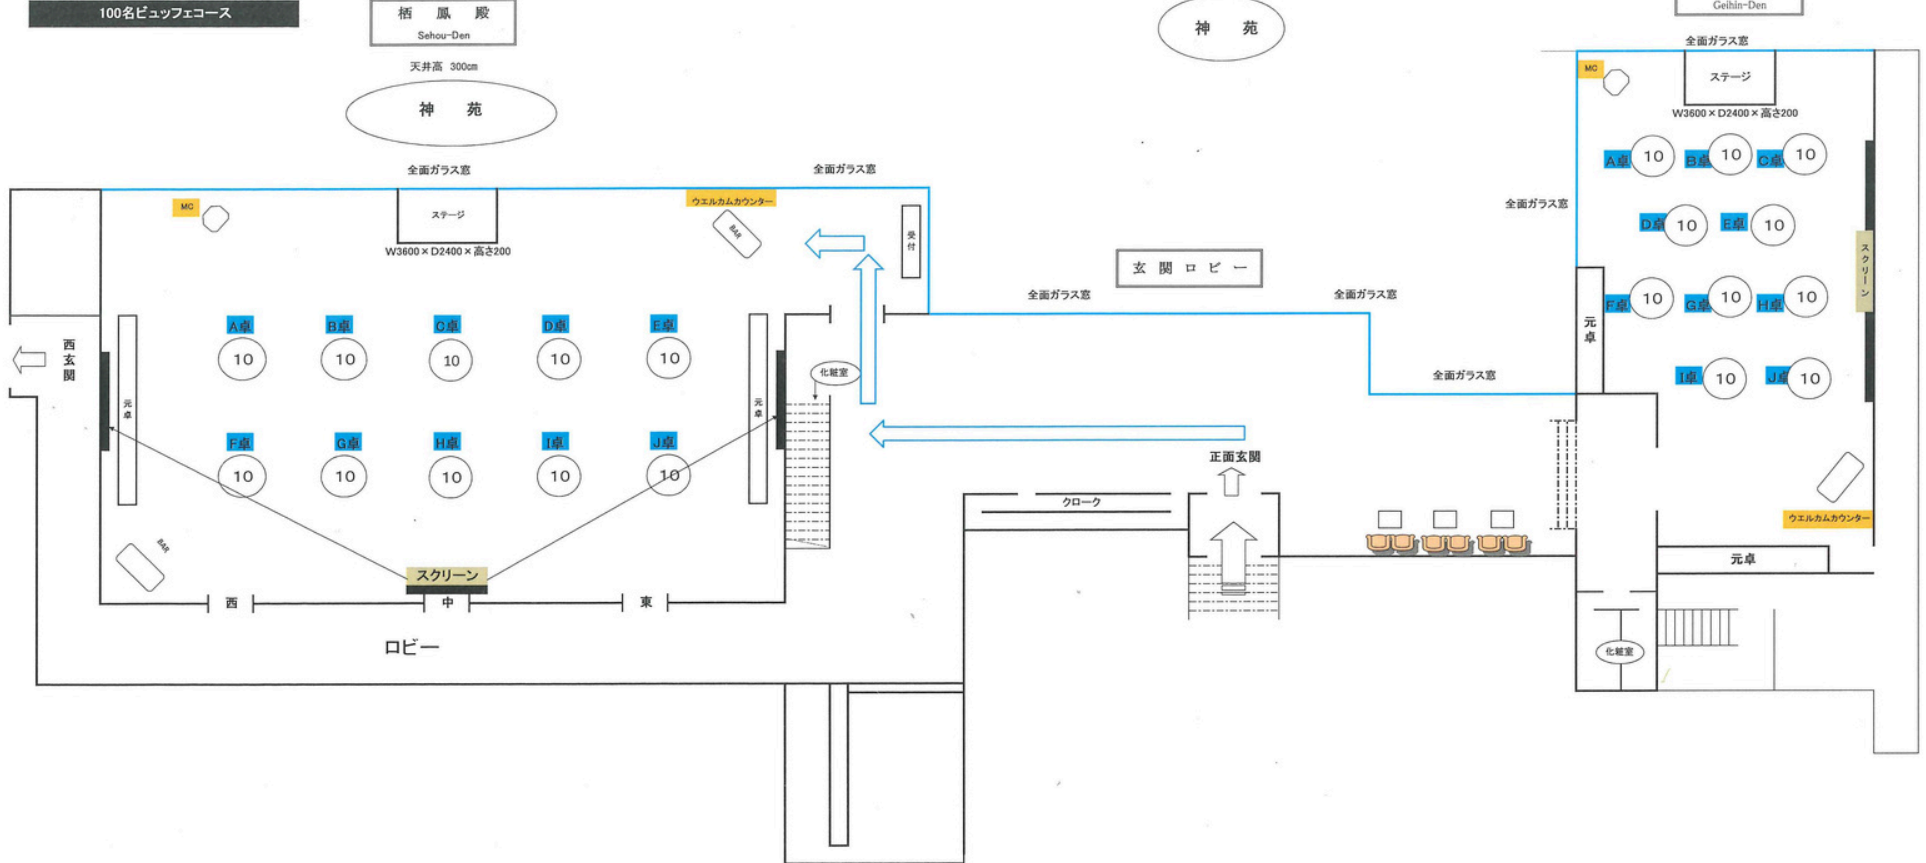 100名ビュッフェコース
栖 鳳 殿
Sehou-Den
天井高 300cm
神 苑
神 苑
Geihin-Den
全面ガラス窓
MC
ステージ
W3600×D2400×高さ200
A卓 10 B卓 10 C卓 10
全面ガラス窓
D卓 10 E卓 10
スクリーン
F卓 10 G卓 10 H卓 10
元卓
I卓 10 J卓 10
ウエルカムカウンター
元卓
化粧室
全面ガラス窓
全面ガラス窓
MC
ステージ
W3600×D2400×高さ200
ウエルカムカウンター
BAR
受付
A卓 B卓 C卓 D卓 E卓
10 10 10 10 10
西玄関
元卓
元卓
化粧室
F卓 G卓 H卓 I卓 J卓
10 10 10 10 10
BAR
スクリーン
西 中 東
ロビー
玄 関 ロ ビ ー
全面ガラス窓
全面ガラス窓
全面ガラス窓
正面玄関
クローク